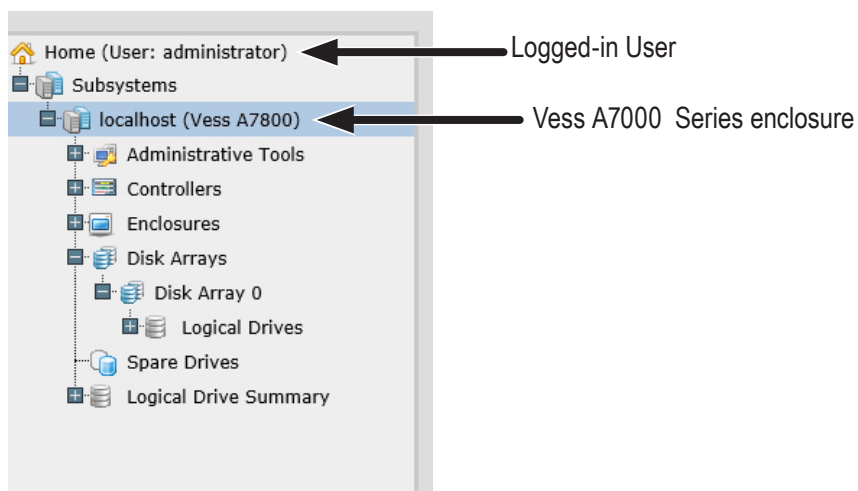 Home (User: administrator)
Logged-in User
Subsystems
localhost (Vess A7800)
Vess A7000 Series enclosure
Administrative Tools
Controllers
Enclosures
Disk Arrays
Disk Array 0
Logical Drives
Spare Drives
Logical Drive Summary